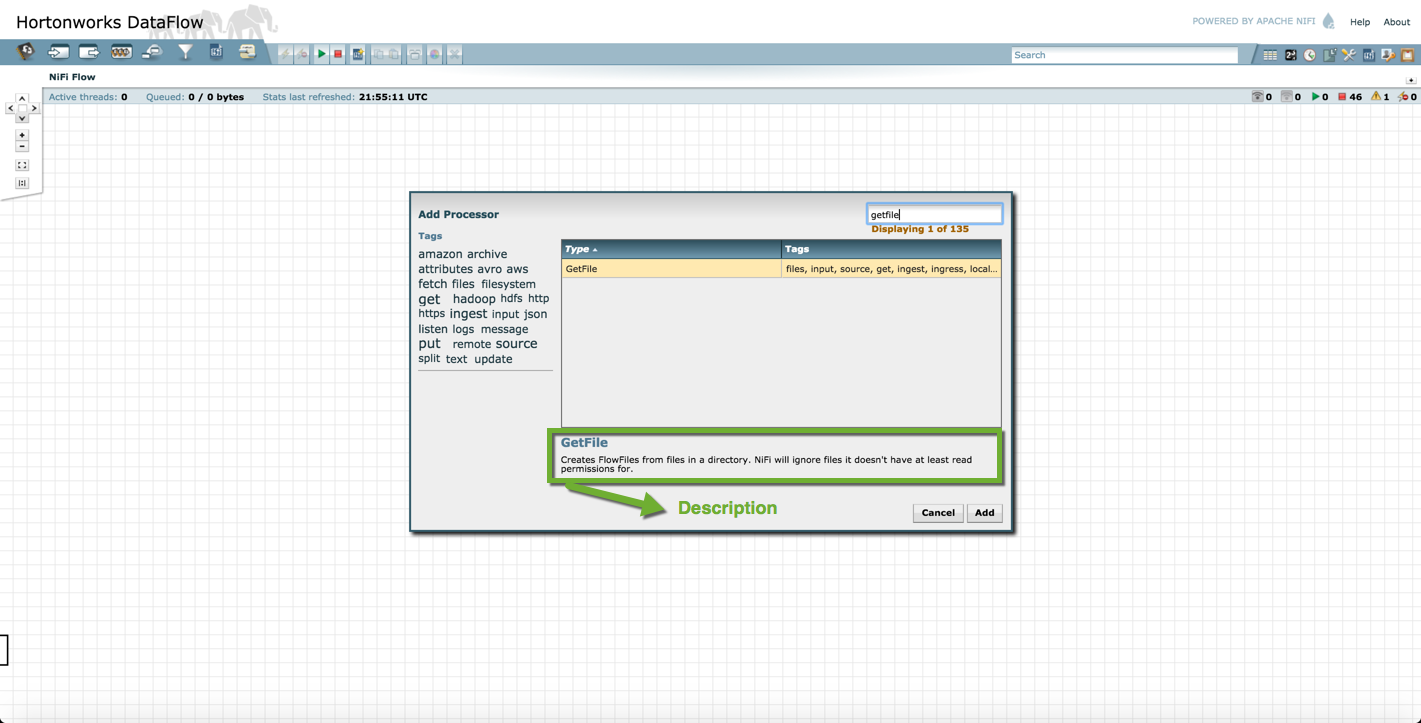 Hortonworks DataFlow
POWERED BY APACHE NIFI
Help
About
Search
NiFi Flow
Active threads: 0
Queued: 0 / 0 bytes
Stats last refreshed: 21:55:11 UTC
0
0
0
46
1
0
Add Processor
getfile
Displaying 1 of 135
Tags
amazon archive
attributes avro aws
fetch files filesystem
get hadoop hdfs http
https ingest input json
listen logs message
put remote source
split text update
Type
Tags
GetFile
files, input, source, get, ingest, ingress, local...
GetFile
Creates FlowFiles from files in a directory. NiFi will ignore files it doesn't have at least read
permissions for.
Description
Cancel
Add